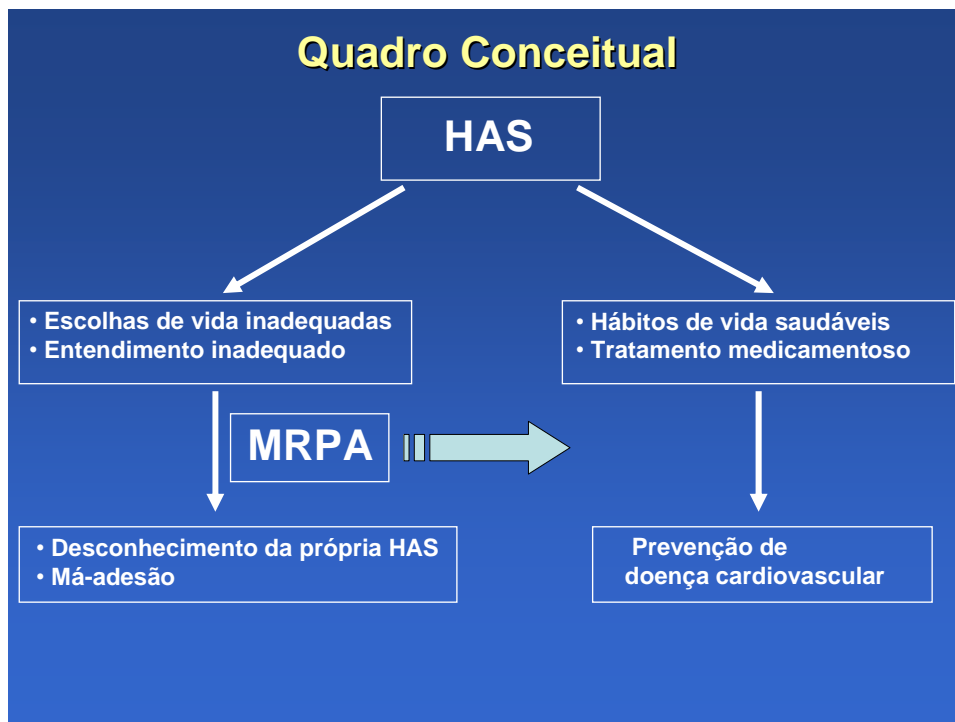 Quadro Conceitual
HAS
• Escolhas de vida inadequadas
• Entendimento inadequado
• Hábitos de vida saudáveis
• Tratamento medicamentoso
MRPA
• Desconhecimento da própria HAS
• Má-adesão
Prevenção de
doença cardiovascular